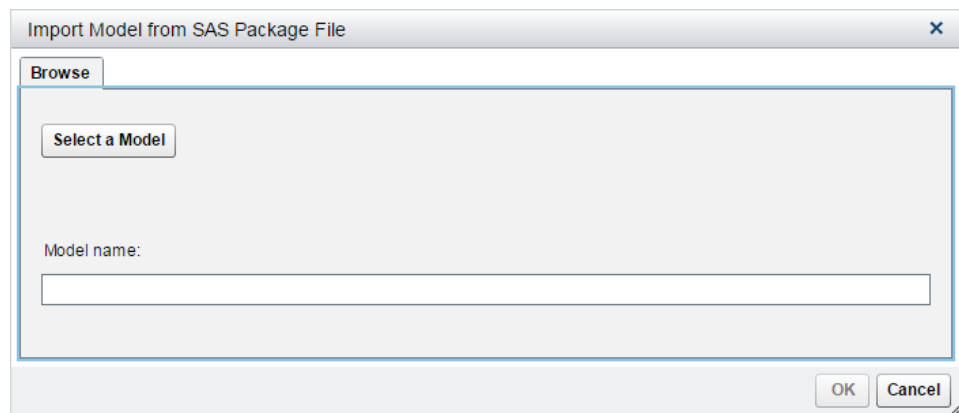 Import Model from SAS Package File
Browse
Select a Model
Model name:
OK Cancel